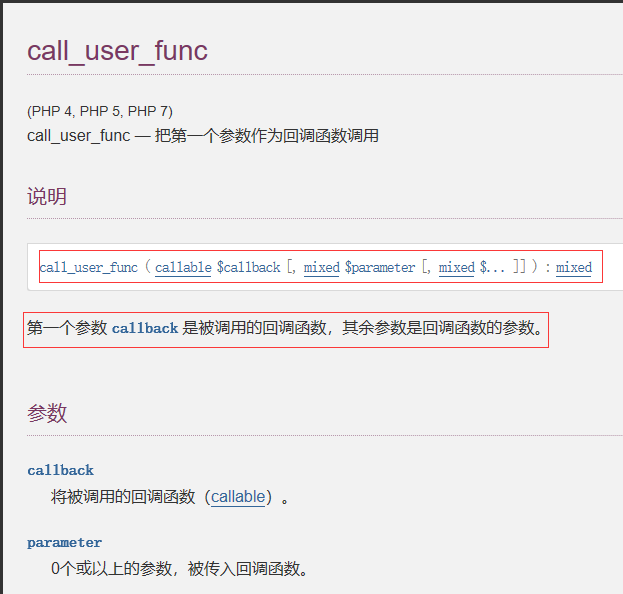 call_user_func
(PHP 4, PHP 5, PHP 7)
call_user_func — 把第一个参数作为回调函数调用
说明
call_user_func ( callable $callback [, mixed $parameter [, mixed $... ]] ) : mixed
第一个参数 callback 是被调用的回调函数，其余参数是回调函数的参数。
参数
callback
将被调用的回调函数（callable）。
parameter
0个或以上的参数，被传入回调函数。